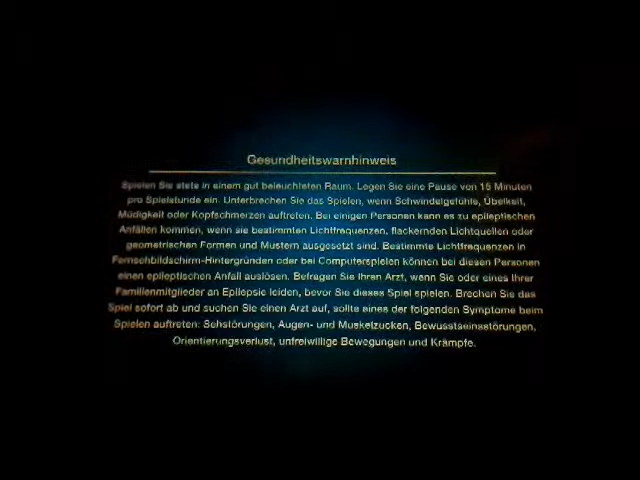 Gesundheitswarnhinweis
Spielen Sie stets in einem gut beleuchteten Raum. Legen Sie eine Pause von 15 Minuten
pro Spielstunde ein. Unterbrechen Sie das Spielen, wenn Schwindelgefühle, Übelkeit,
Müdigkeit oder Kopfschmerzen auftreten. Bei einigen Personen kann es zu epileptischen
Anfällen kommen, wenn sie bestimmten Lichtfrequenzen, flackernden Lichtquellen oder
geometrischen Formen und Mustern ausgesetzt sind. Bestimmte Lichtfrequenzen in
Fernsehbildschirm-Hintergründen oder bei Computerspielen können bei diesen Personen
einen epileptischen Anfall auslösen. Befragen Sie Ihren Arzt, wenn Sie oder eines Ihrer
Familienmitglieder an Epilepsie leiden, bevor Sie dieses Spiel spielen. Brechen Sie das
Spiel sofort ab und suchen Sie einen Arzt auf, sollte eines der folgenden Symptome beim
Spielen auftreten: Sehstörungen, Augen- und Muskelzucken, Bewusstseinsstörungen,
Orientierungsverlust, unfreiwillige Bewegungen und Krämpfe.